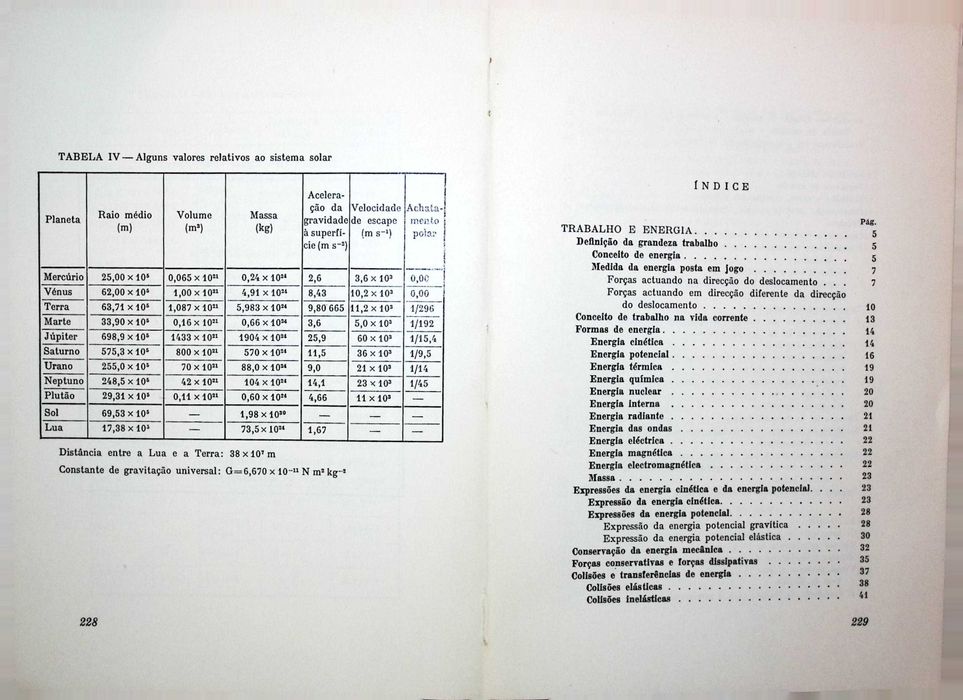 TABELA IV — Alguns valores relativos ao sistema solar
Planeta | Raio médio (m) | Volume (m³) | Massa (kg) | Aceleração da gravidade à superfície (m s⁻²) | Velocidade de escape (m s⁻¹) | Achatamento polar
Mercúrio | 25,00 × 10⁵ | 0,065 × 10²¹ | 0,24 × 10²⁴ | 2,6 | 3,6 × 10³ | 0,00
Vénus | 62,00 × 10⁵ | 1,00 × 10²¹ | 4,91 × 10²⁴ | 8,43 | 10,2 × 10³ | 0,00
Terra | 63,71 × 10⁵ | 1,087 × 10²¹ | 5,983 × 10²⁴ | 9,80 665 | 11,2 × 10³ | 1/296
Marte | 33,90 × 10⁵ | 0,16 × 10²¹ | 0,66 × 10²⁴ | 3,6 | 5,0 × 10³ | 1/192
Júpiter | 698,9 × 10⁵ | 1433 × 10²¹ | 1904 × 10²⁴ | 25,9 | 60 × 10³ | 1/15,4
Saturno | 575,3 × 10⁵ | 800 × 10²¹ | 570 × 10²⁴ | 11,5 | 36 × 10³ | 1/9,5
Urano | 255,0 × 10⁵ | 70 × 10²¹ | 88,0 × 10²⁴ | 9,0 | 21 × 10³ | 1/14
Neptuno | 248,5 × 10⁵ | 42 × 10²¹ | 104 × 10²⁴ | 14,1 | 23 × 10³ | 1/45
Plutão | 29,31 × 10⁵ | 0,11 × 10²¹ | 0,60 × 10²⁴ | 4,66 | 11 × 10³ | —
Sol | 69,53 × 10⁵ | — | 1,98 × 10³⁰ | — | — | —
Lua | 17,38 × 10⁵ | — | 73,5 × 10²⁴ | 1,67 | — | —
Distância entre a Lua e a Terra: 38 × 10⁷ m
Constante de gravitação universal: G = 6,670 × 10⁻¹¹ N m² kg⁻²
228
ÍNDICE
Pág.
TRABALHO E ENERGIA. . . . 5
Definição da grandeza trabalho . . . . 5
Conceito de energia . . . . 5
Medida da energia posta em jogo . . . . 7
Forças actuando na direcção do deslocamento . . . 7
Forças actuando em direcção diferente da direcção
do deslocamento . . . . 10
Conceito de trabalho na vida corrente . . . . 13
Formas de energia . . . . 14
Energia cinética . . . . 14
Energia potencial . . . . 16
Energia térmica . . . . 19
Energia química . . . . 19
Energia nuclear . . . . 20
Energia interna . . . . 20
Energia radiante . . . . 21
Energia das ondas . . . . 21
Energia eléctrica . . . . 22
Energia magnética . . . . 22
Energia electromagnética . . . . 22
Massa . . . . 23
Expressões da energia cinética e da energia potencial. . . . 23
Expressão da energia cinética. . . . 23
Expressões da energia potencial. . . . 28
Expressão da energia potencial gravítica . . . . 28
Expressão da energia potencial elástica . . . . 30
Conservação da energia mecânica . . . . 32
Forças conservativas e forças dissipativas . . . . 35
Colisões e transferências de energia . . . . 37
Colisões elásticas . . . . 38
Colisões inelásticas . . . . 41
229